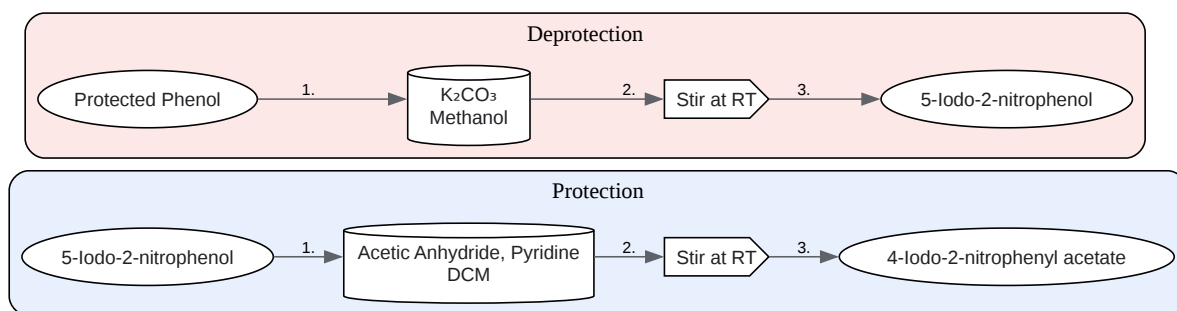 Deprotection
Protected Phenol
1.
K₂CO₃
Methanol
2.
Stir at RT
3.
5-Iodo-2-nitrophenol
Protection
5-Iodo-2-nitrophenol
1.
Acetic Anhydride, Pyridine
DCM
2.
Stir at RT
3.
4-Iodo-2-nitrophenyl acetate